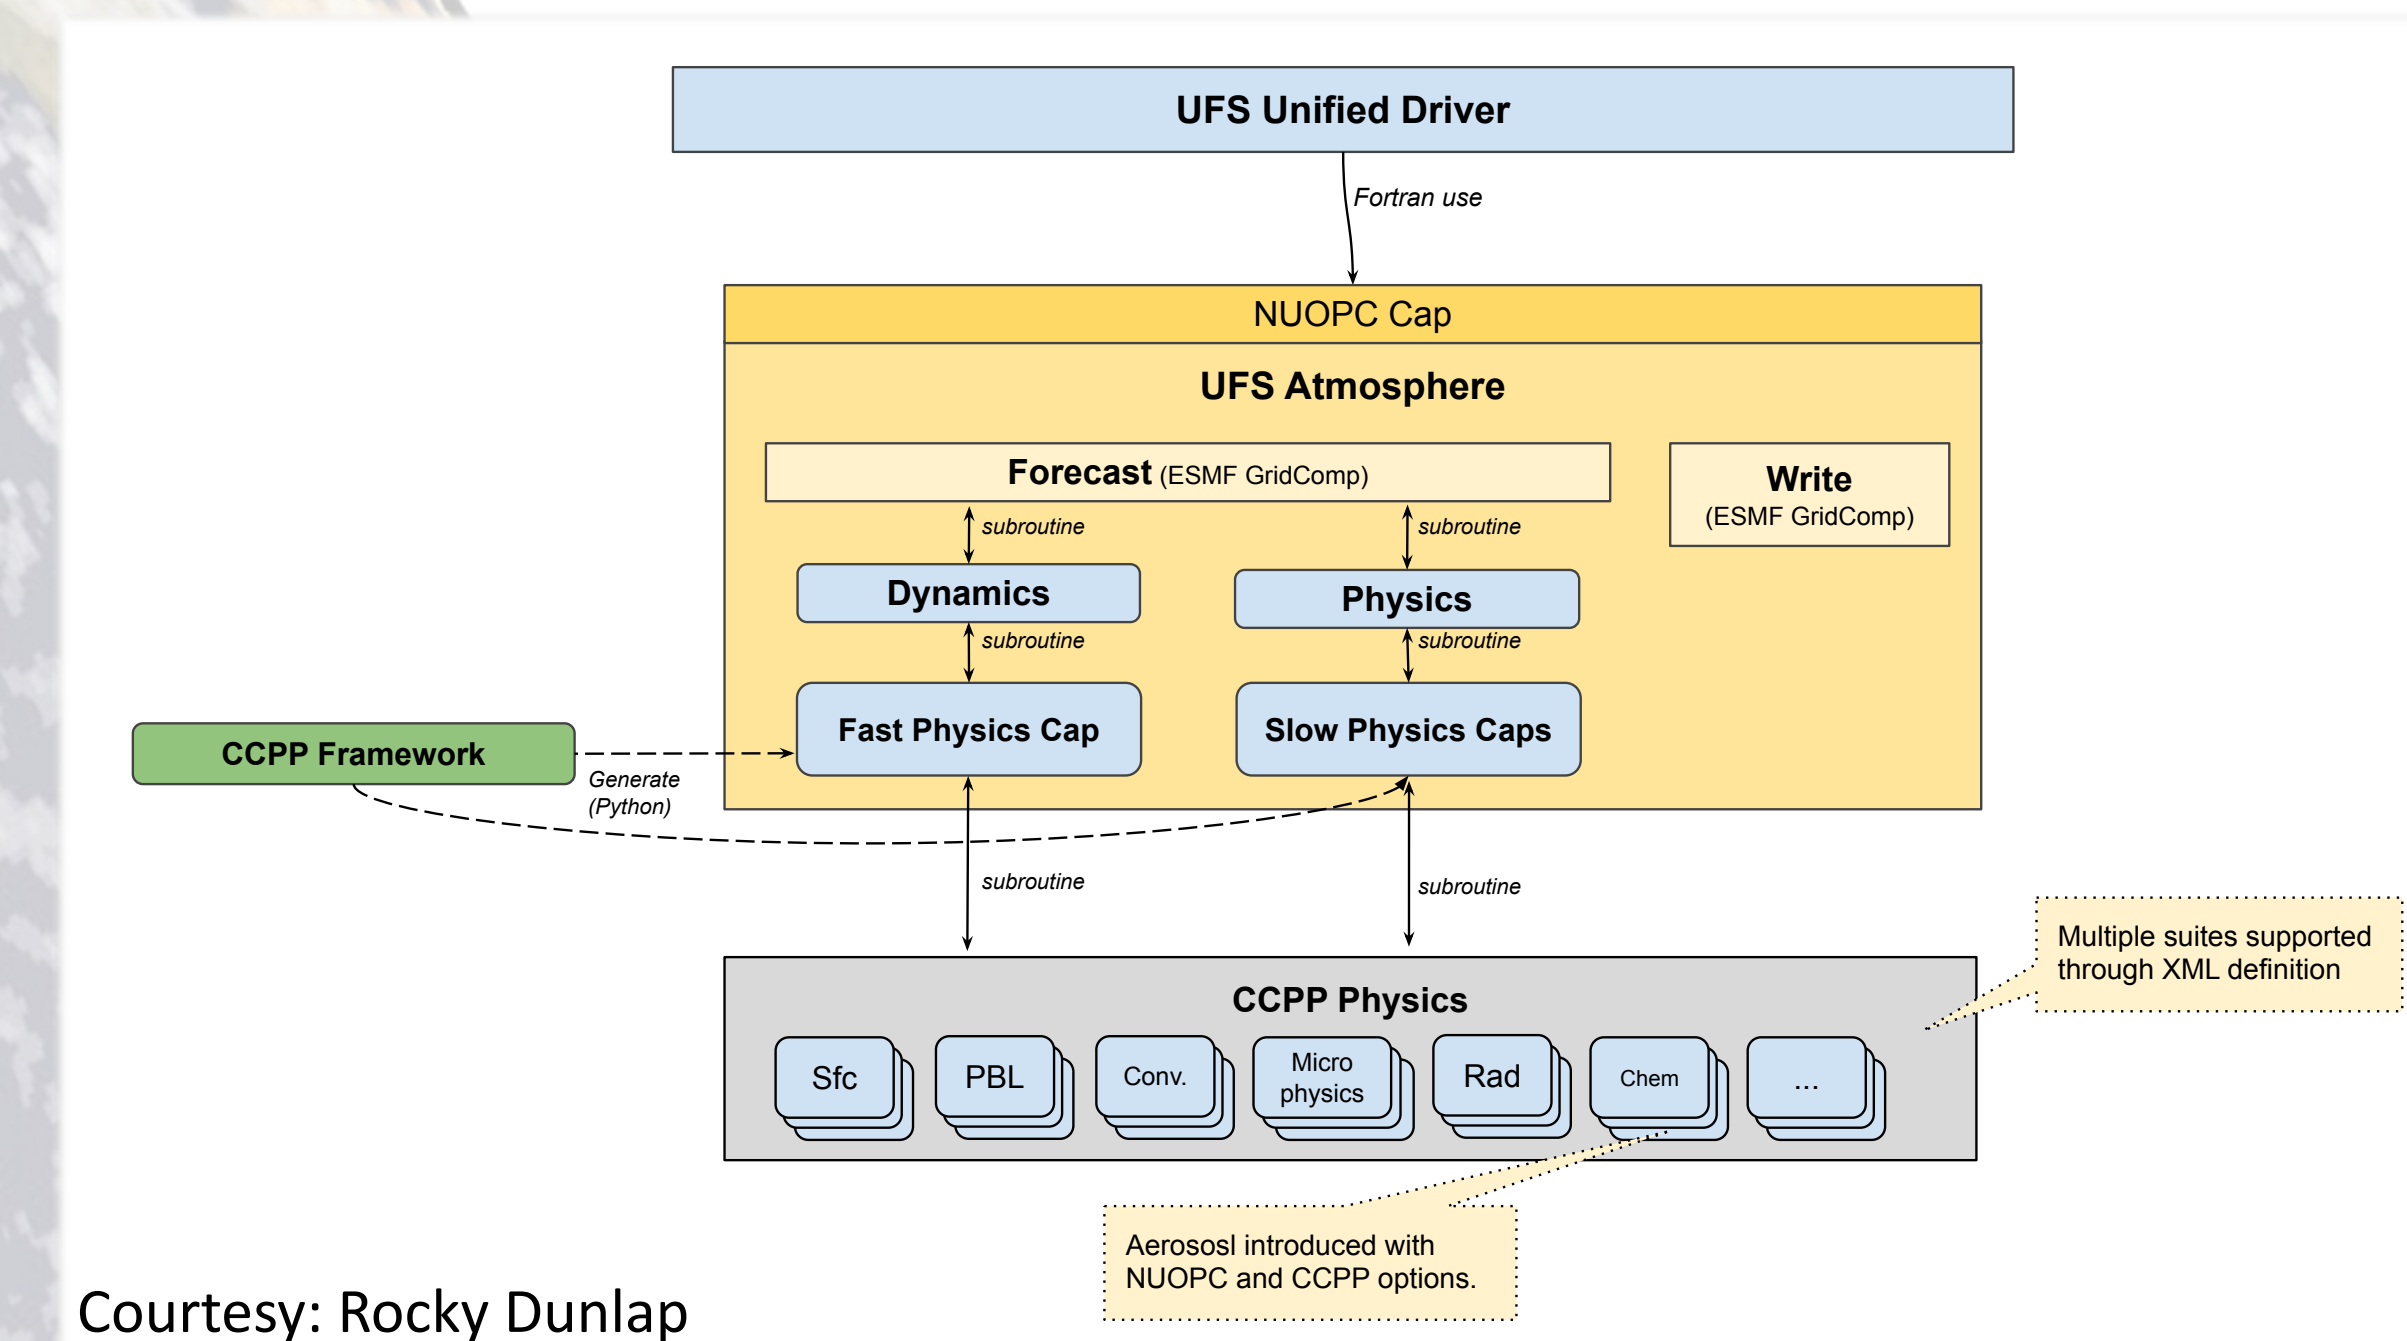 UFS Unified Driver
Fortran use
NUOPC Cap
UFS Atmosphere
Forecast (ESMF GridComp)
Write
(ESMF GridComp)
subroutine
subroutine
Dynamics
Physics
subroutine
subroutine
Fast Physics Cap
Slow Physics Caps
CCPP Framework
Generate
(Python)
subroutine
subroutine
Multiple suites supported
through XML definition
CCPP Physics
Sfc
PBL
Conv.
Micro
physics
Rad
Chem
...
Aerososl introduced with
NUOPC and CCPP options.
Courtesy: Rocky Dunlap